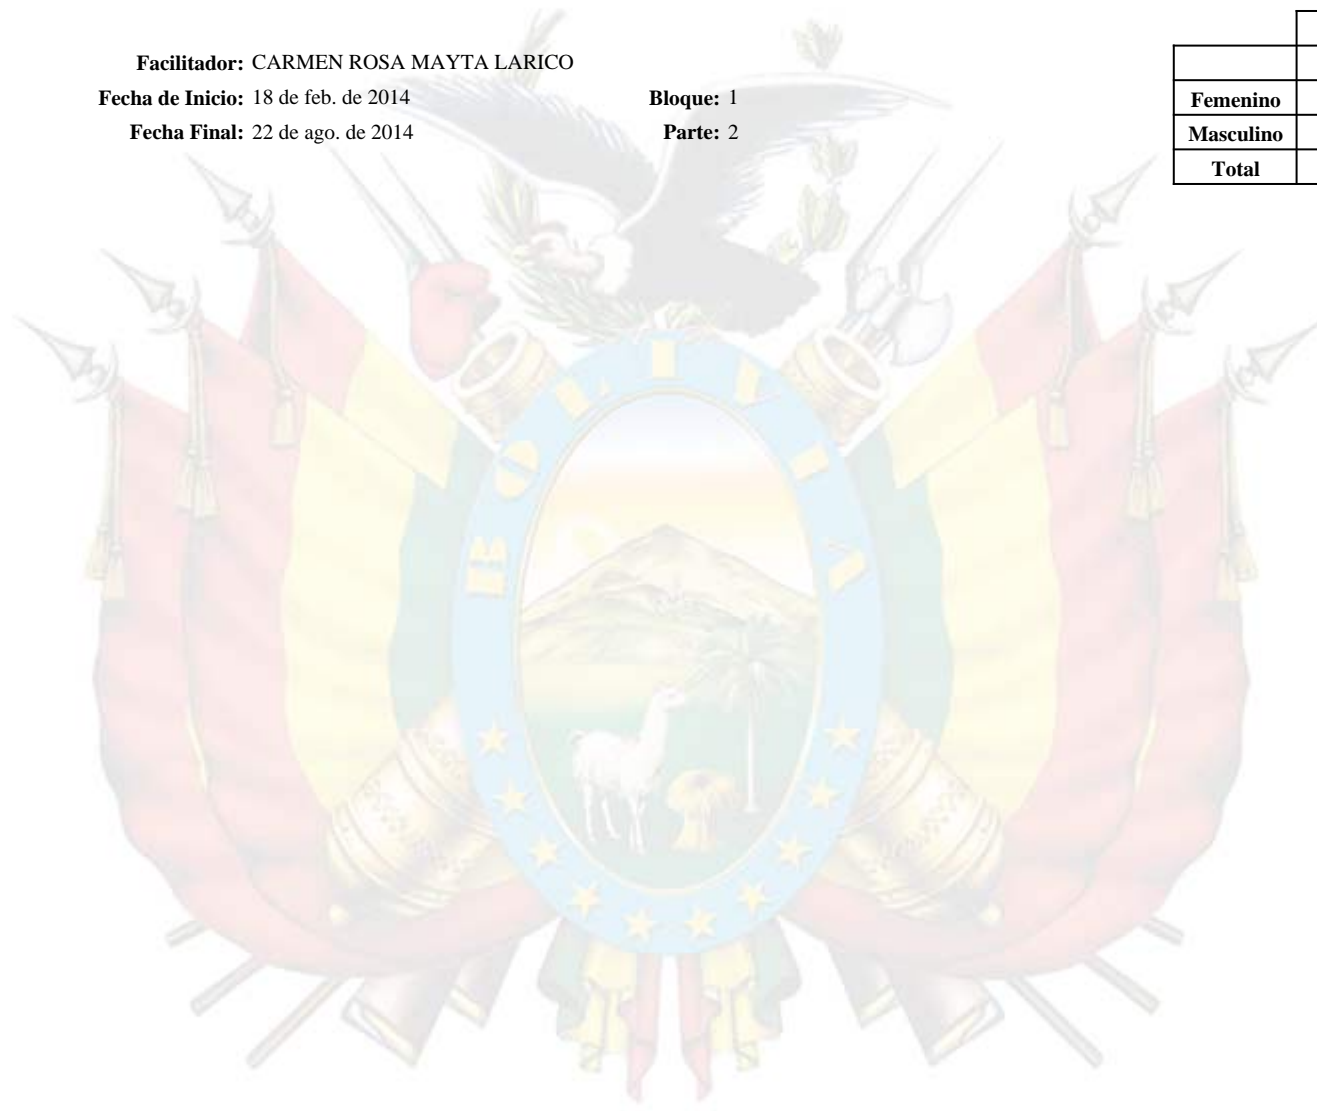 Facilitador: CARMEN ROSA MAYTA LARICO
Fecha de Inicio: 18 de feb. de 2014 Bloque: 1
Fecha Final: 22 de ago. de 2014 Parte: 2
Femenino
Masculino
Total
BOLIVIA